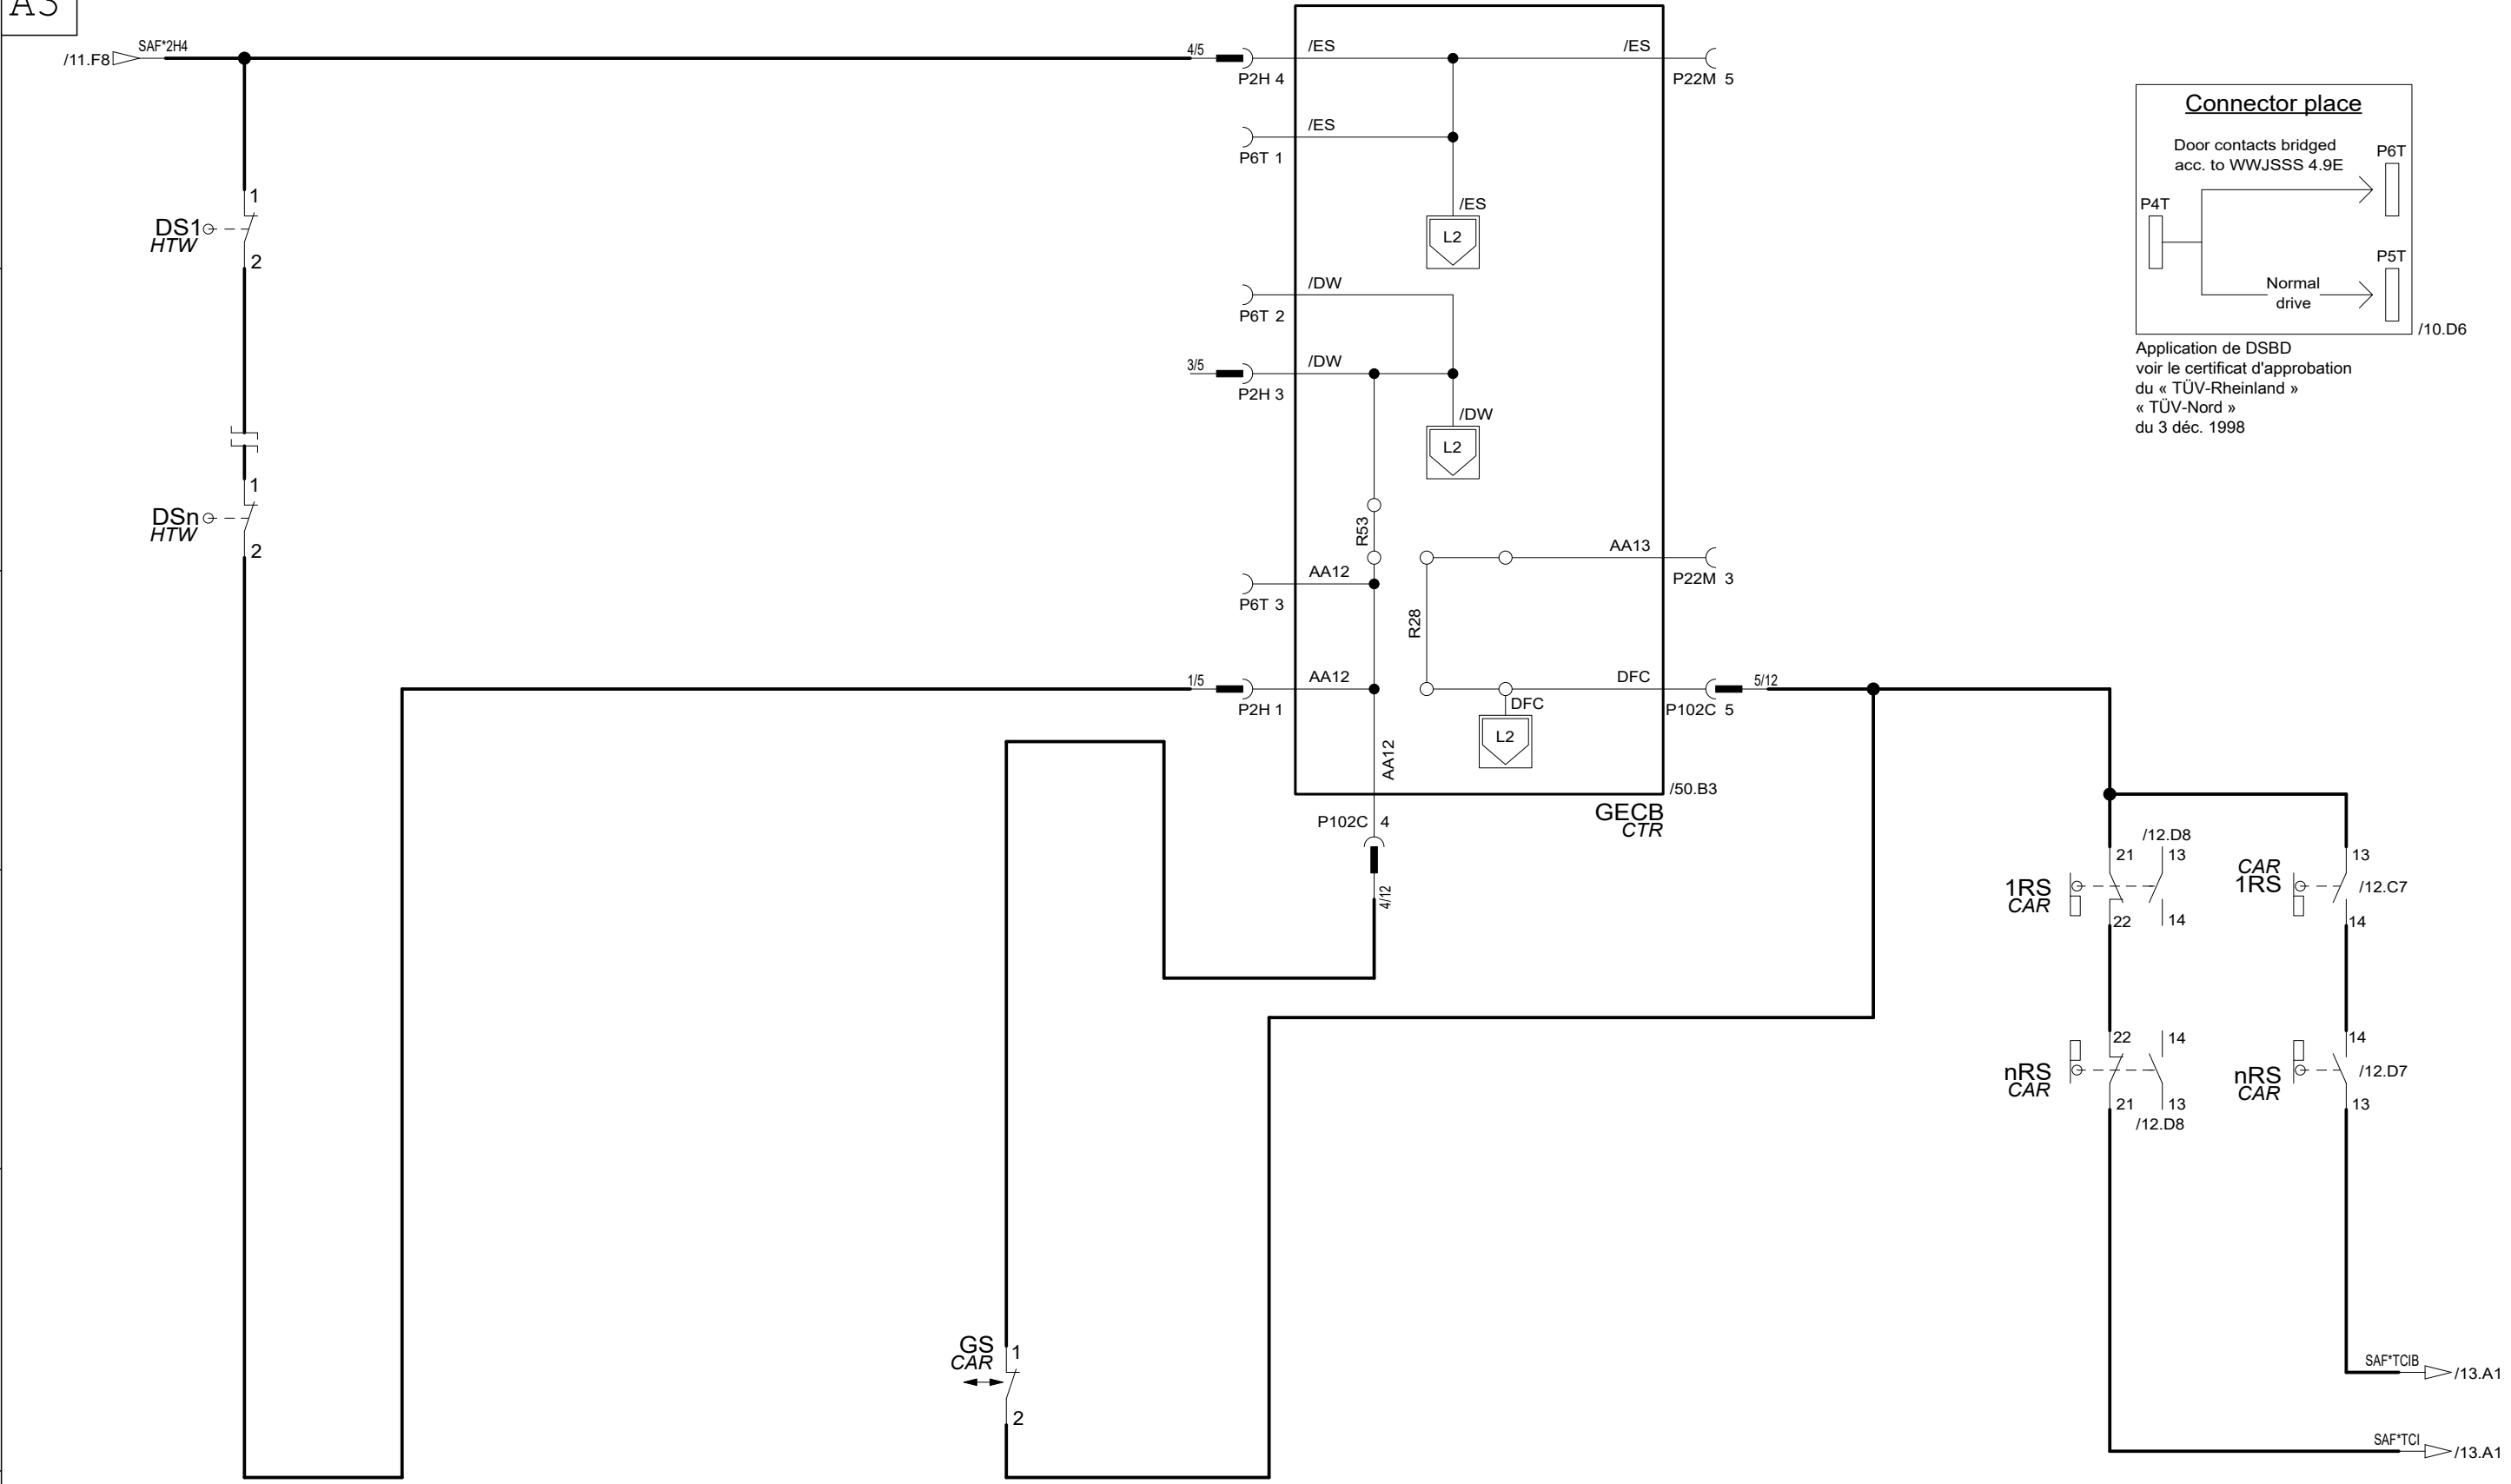 A3
SAF*2H4
/11.F8
4/5
P2H 4
/ES
/ES
P22M 5
/ES
P6T 1
/ES
L2
/DW
P6T 2
3/5
/DW
P2H 3
/DW
L2
R53
AA12
P6T 3
AA13
P22M 3
R28
1/5
AA12
P2H 1
DFC
DFC
L2
5/12
P102C 5
AA12
/50.B3
GECB
CTR
P102C 4
4/12
1
DS1
HTW
2
1
DSn
HTW
2
GS
CAR
1
2
Connector place
Door contacts bridged
acc. to WWJSSS 4.9E
P6T
P4T
P5T
Normal
drive
/10.D6
Application de DSBD
voir le certificat d'approbation
du « TÜV-Rheinland »
« TÜV-Nord »
du 3 déc. 1998
/12.D8
21
13
1RS
CAR
22
14
CAR
1RS
13
/12.C7
14
22
14
nRS
CAR
21
13
/12.D8
14
nRS
CAR
/12.D7
13
SAF*TCIB
/13.A1
SAF*TCI
/13.A1